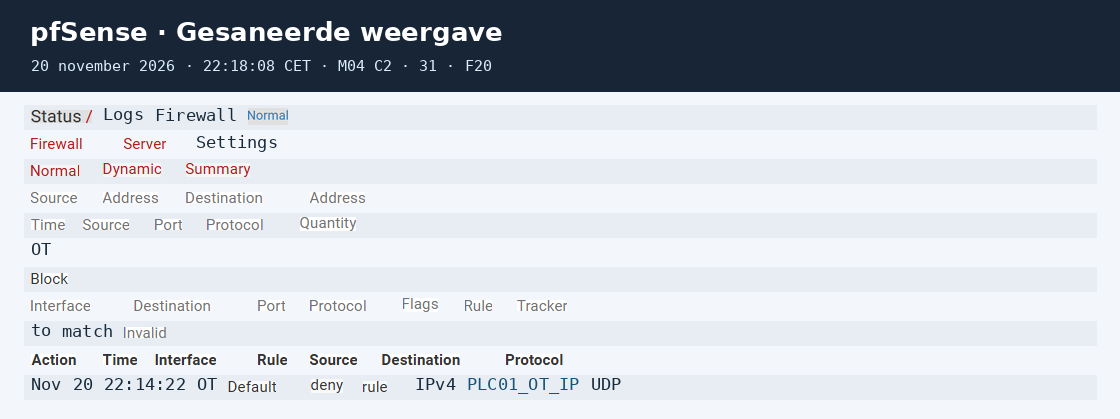 pfSense · Gesaneerde weergave
20 november 2026 · 22:18:08 CET · M04 C2 · 31 · F20
Status / Logs Firewall Normal
Firewall Server Settings
Normal Dynamic Summary
Source Address Destination Address
Time Source Port Protocol Quantity
OT
Block
Interface Destination Port Protocol Flags Rule Tracker
to match Invalid
Action Time Interface Rule Source Destination Protocol
Nov 20 22:14:22 OT Default deny rule IPv4 PLC01_OT_IP UDP